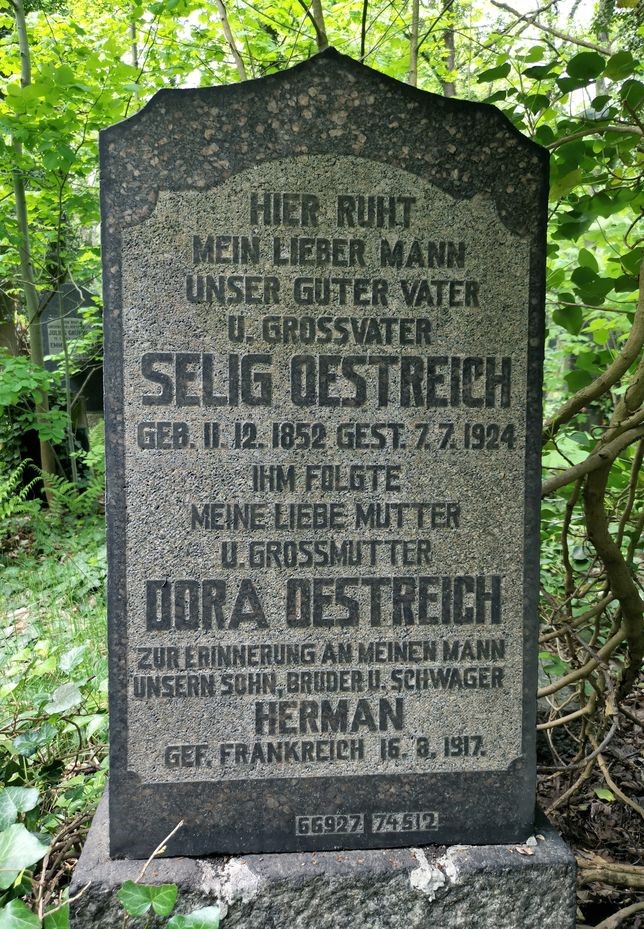 HIER RUHT
MEIN LIEBER MANN
UNSER GUTER VATER
U. GROSSVATER
SELIG OESTREICH
GEB. 11. 12. 1852 GEST. 7. 7. 1924
IHM FOLGTE
MEINE LIEBE MUTTER
U. GROSSMUTTER
DORA OESTREICH
ZUR ERINNERUNG AN MEINEN MANN
UNSERN SOHN, BRUDER U. SCHWAGER
HERMAN
GEF. FRANKREICH 16. 8. 1917.
66927 74512